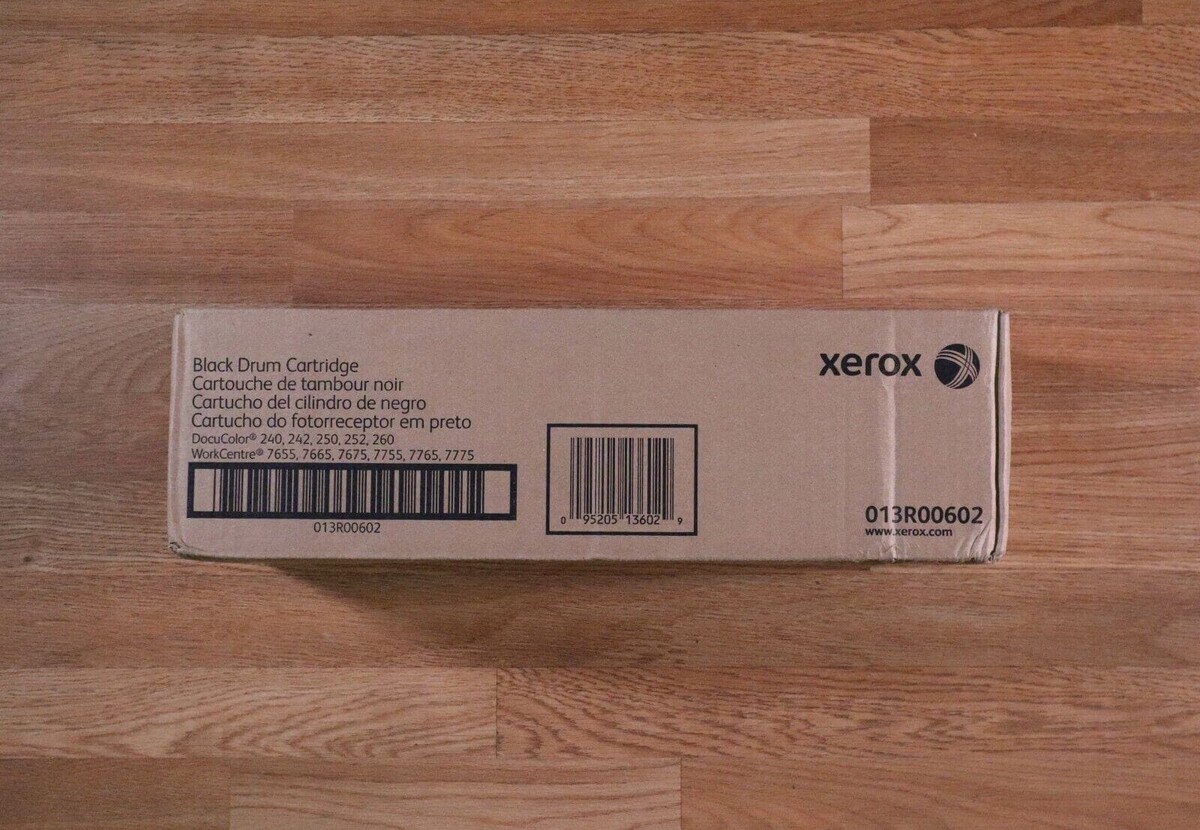 Black Drum Cartridge
Cartouche de tambour noir
Cartucho del cilindro de negro
Cartucho do fotorreceptor em preto
DocuColor® 240, 242, 250, 252, 260
WorkCentre® 7655, 7665, 7675, 7755, 7765, 7775
013R00602
0 95205 13602 9
xerox
013R00602
www.xerox.com